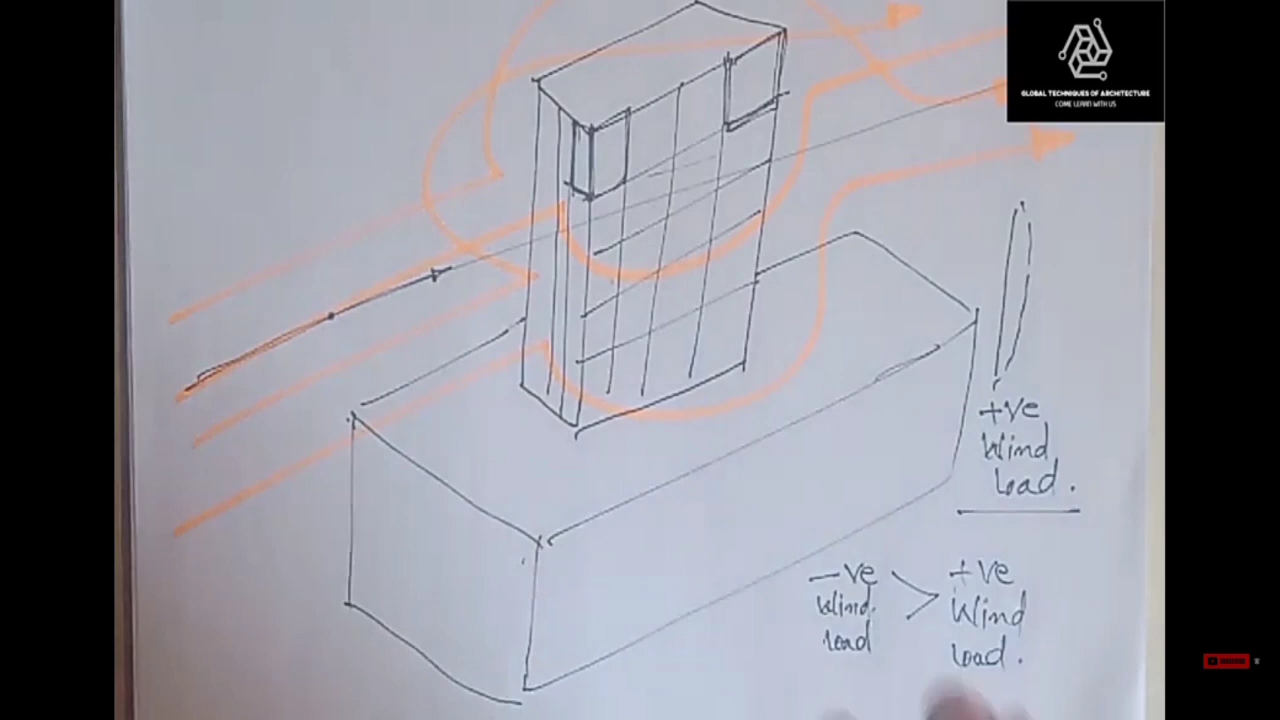 GLOBAL TECHNIQUES OF ARCHITECTURE
COME LEARN WITH US
+ve
Wind
load.
-ve
Wind.
load
>
+ve
Wind
load.